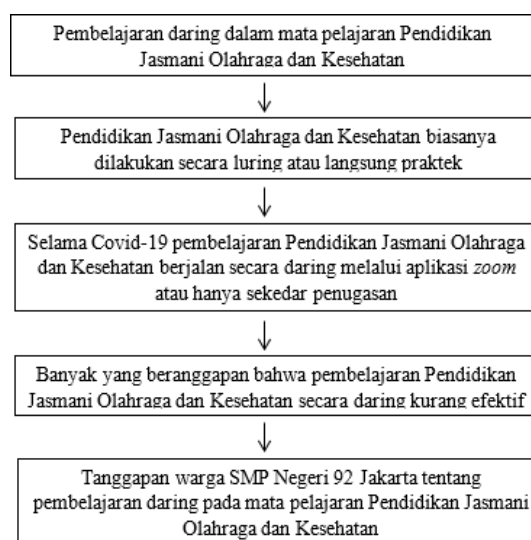 Pembelajaran daring dalam mata pelajaran Pendidikan
Jasmani Olahraga dan Kesehatan
Pendidikan Jasmani Olahraga dan Kesehatan biasanya
dilakukan secara luring atau langsung praktek
Selama Covid-19 pembelajaran Pendidikan Jasmani Olahraga
dan Kesehatan berjalan secara daring melalui aplikasi zoom
atau hanya sekedar penugasan
Banyak yang beranggapan bahwa pembelajaran Pendidikan
Jasmani Olahraga dan Kesehatan secara daring kurang efektif
Tanggapan warga SMP Negeri 92 Jakarta tentang
pembelajaran daring pada mata pelajaran Pendidikan Jasmani
Olahraga dan Kesehatan